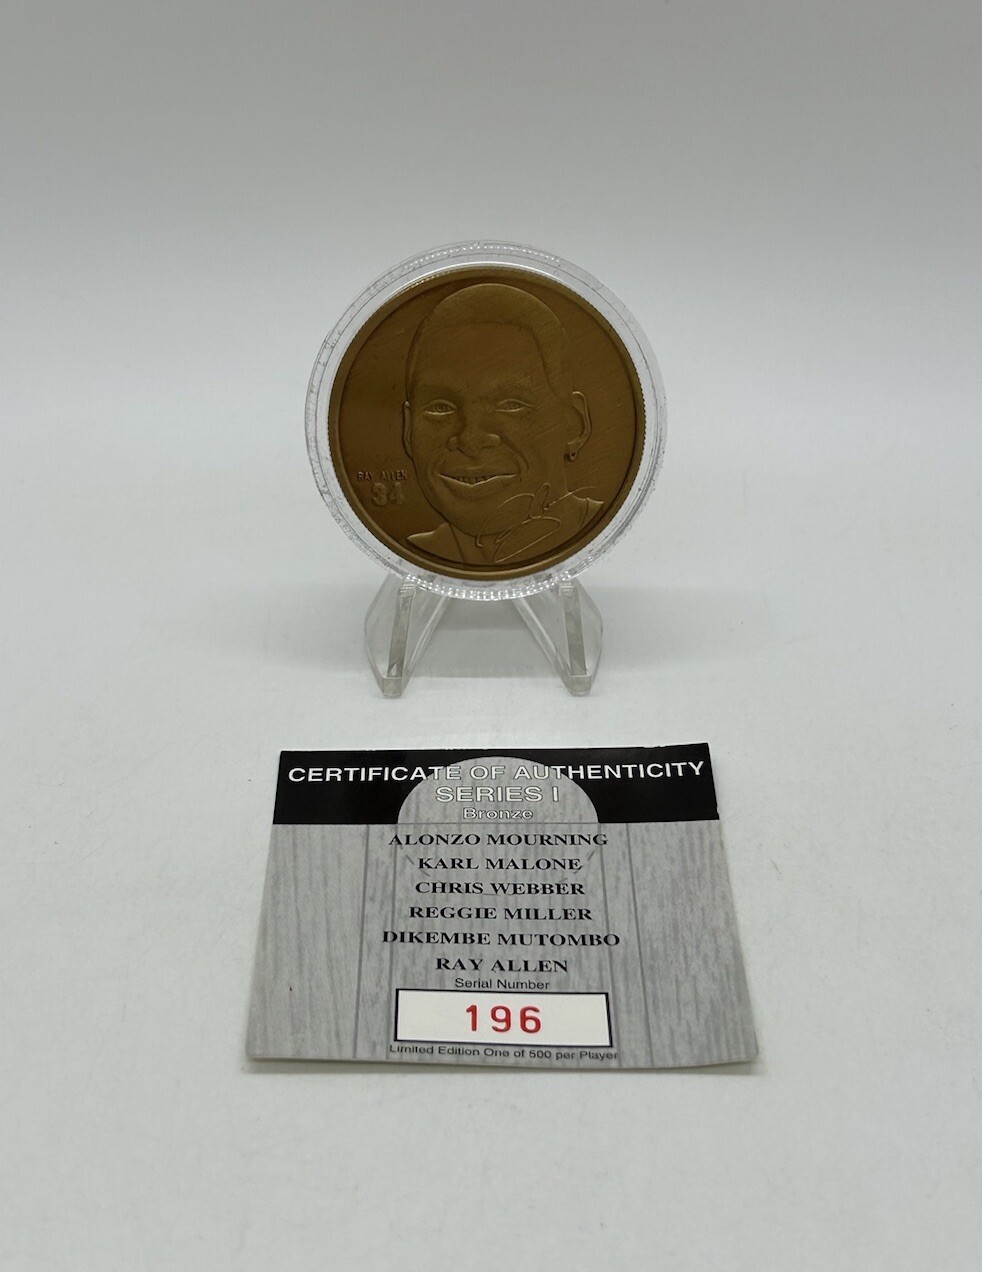 RAY ALLEN
34
CERTIFICATE OF AUTHENTICITY
SERIES I
Bronze
ALONZO MOURNING
KARL MALONE
CHRIS WEBBER
REGGIE MILLER
DIKEMBE MUTOMBO
RAY ALLEN
Serial Number
196
Limited Edition One of 500 per Player